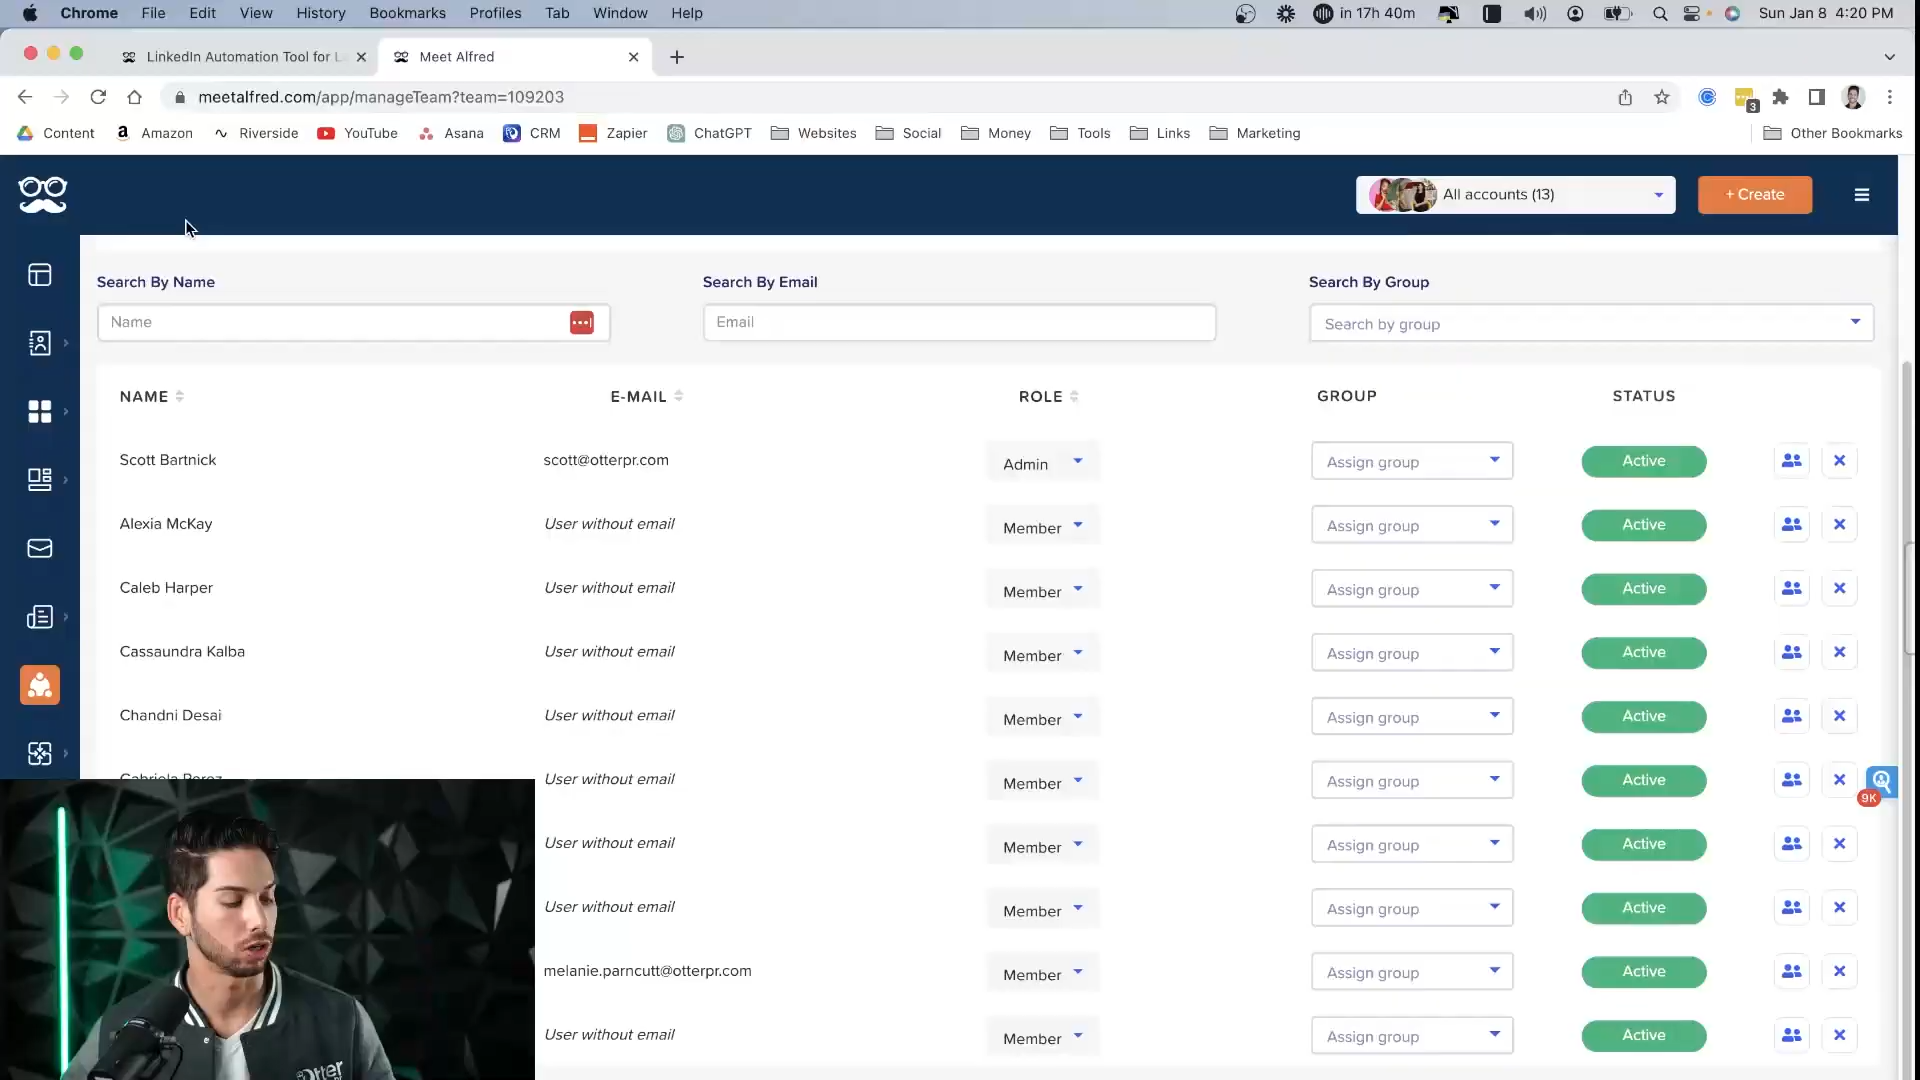 Chrome File Edit View History Bookmarks Profiles Tab Window Help in 17h 40m Sun Jan 8 4:20 PM
LinkedIn Automation Tool for L Meet Alfred
meetalfred.com/app/manageTeam?team=109203 3
Content Amazon Riverside YouTube Asana CRM Zapier ChatGPT Websites Social Money Tools Links Marketing Other Bookmarks
All accounts (13) + Create
Search By Name Search By Email Search By Group
Name Email Search by group
NAME E-MAIL ROLE GROUP STATUS
Scott Bartnick scott@otterpr.com Admin Assign group Active
Alexia McKay User without email Member Assign group Active
Caleb Harper User without email Member Assign group Active
Cassaundra Kalba User without email Member Assign group Active
Chandni Desai User without email Member Assign group Active
Gabriela Perez User without email Member Assign group Active
9K
User without email Member Assign group Active
User without email Member Assign group Active
melanie.parncutt@otterpr.com Member Assign group Active
User without email Member Assign group Active
Otter